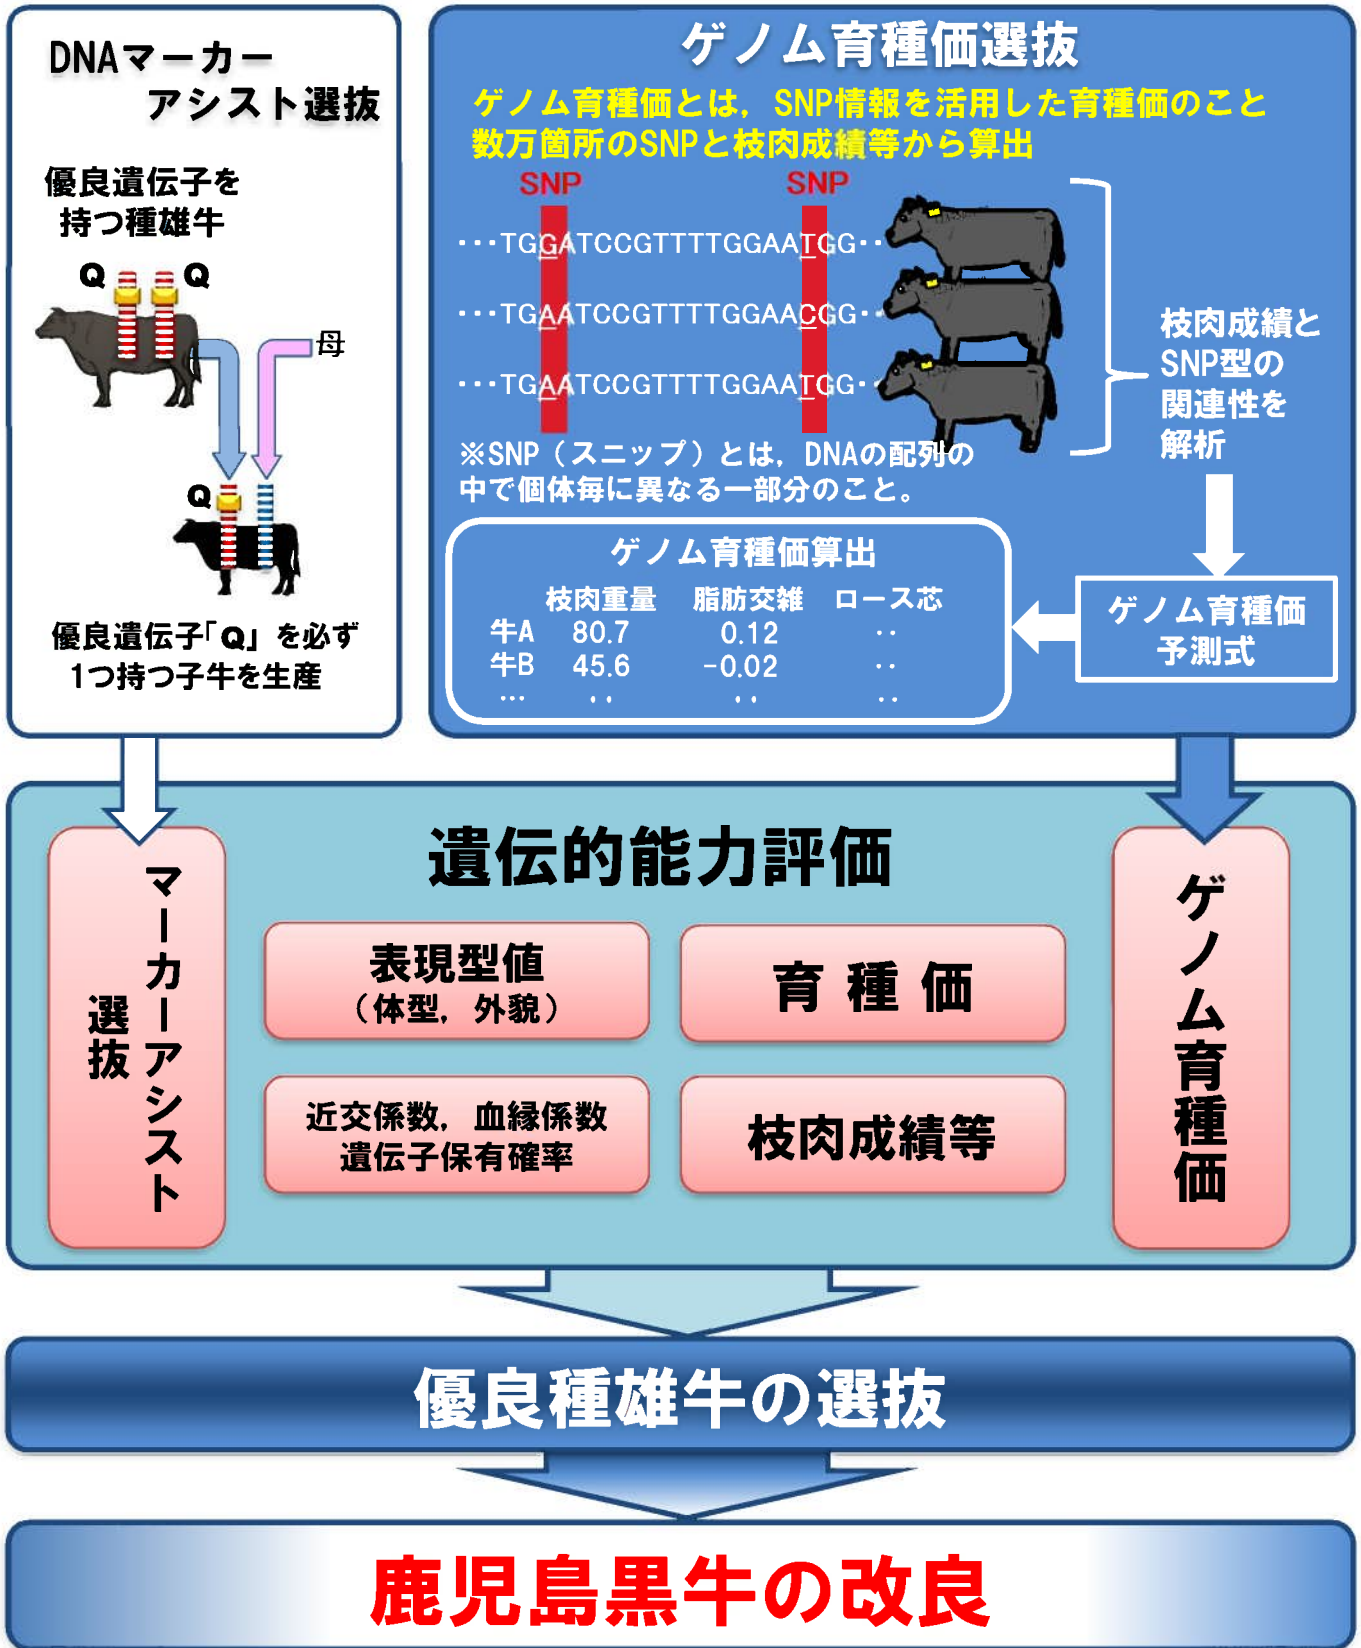 DNAマーカー
アシスト選抜
優良遺伝子を
持つ種雄牛
Q Q
母
Q
優良遺伝子「Q」を必ず
1つ持つ子牛を生産
ゲノム育種価選抜
ゲノム育種価とは，SNP情報を活用した育種価のこと
数万箇所のSNPと枝肉成績等から算出
SNP SNP
･･･TGGATCCGTTTTGGAATGG･･
･･･TGAATCCGTTTTGGAACGG･･
･･･TGAATCCGTTTTGGAATGG･･
※SNP（スニップ）とは，DNAの配列の
中で個体毎に異なる一部分のこと。
枝肉成績と
SNP型の
関連性を
解析
ゲノム育種価
予測式
ゲノム育種価算出
枝肉重量 脂肪交雑 ロース芯
牛A 80.7 0.12 ‥
牛B 45.6 -0.02 ‥
… ‥ ‥ ‥
遺伝的能力評価
マーカーアシスト
選抜
表現型値
（体型，外貌）
育種価
近交係数，血縁係数
遺伝子保有確率
枝肉成績等
ゲノム育種価
優良種雄牛の選抜
鹿児島黒牛の改良